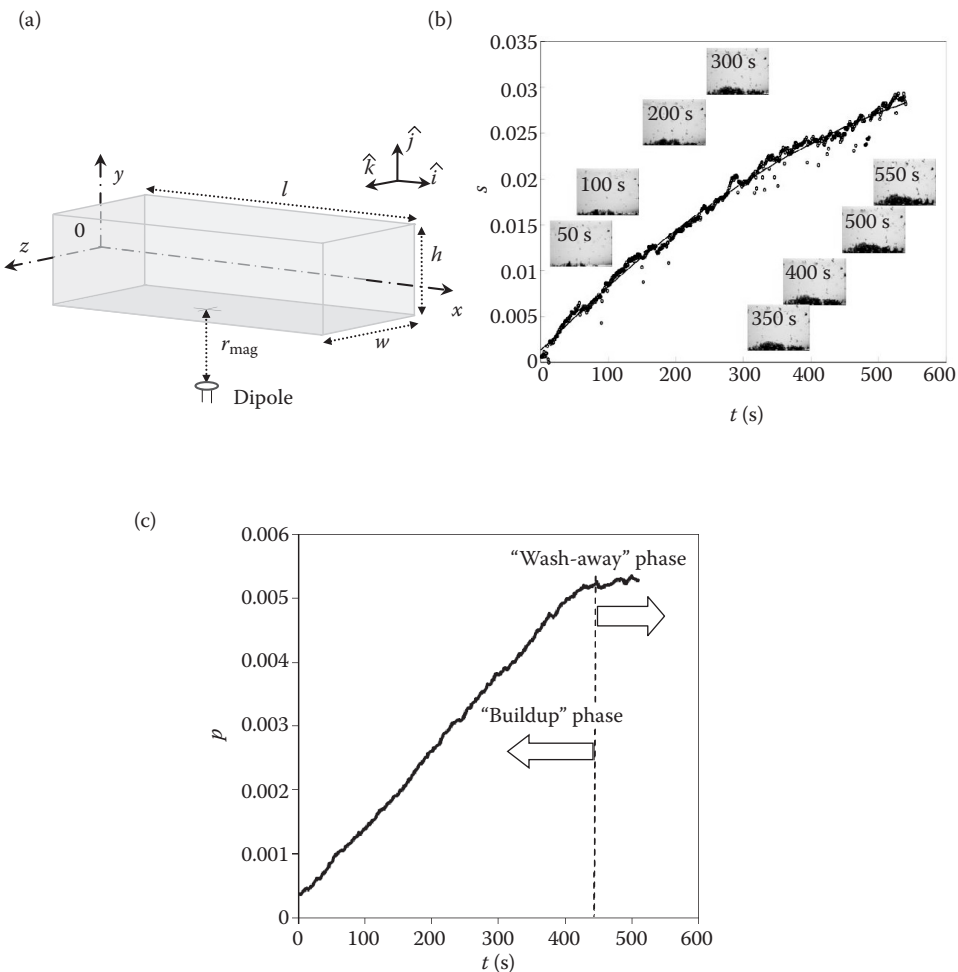 (a)
ĵ
k̂
î
y
l
0
z
h
x
r_mag
w
Dipole
(b)
0.035
0.03
0.025
0.02
0.015
0.01
0.005
0
s
300 s
200 s
100 s
550 s
50 s
500 s
400 s
350 s
0 100 200 300 400 500 600
t (s)
(c)
0.006
0.005
0.004
0.003
0.002
0.001
0
p
“Wash-away” phase
“Buildup” phase
0 100 200 300 400 500 600
t (s)